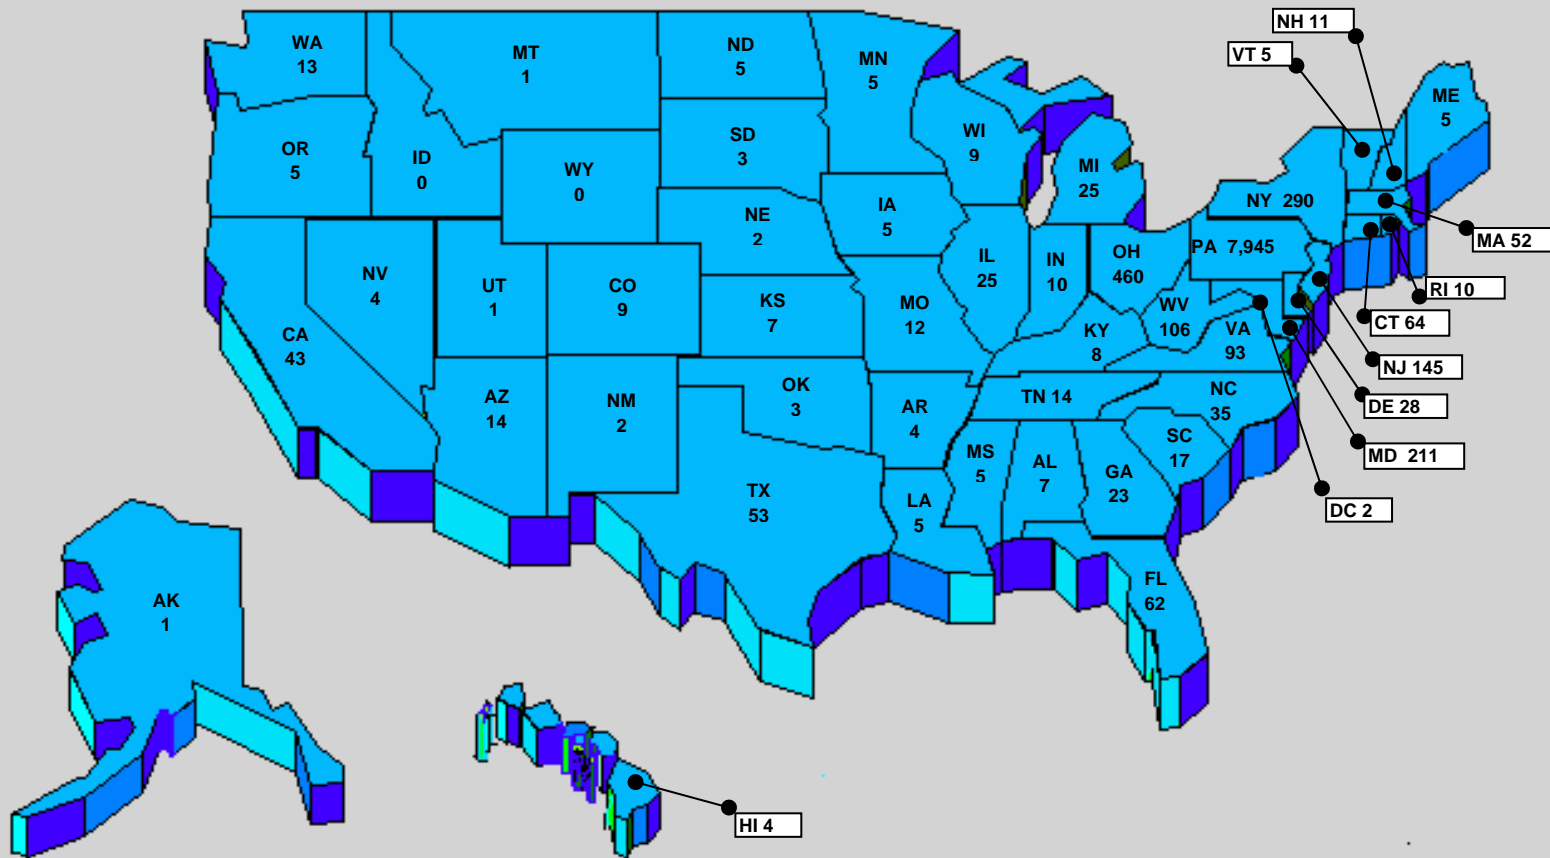 NH 11
VT 5
WA
13
MT
1
ND
5
MN
5
ME
5
OR
5
ID
0
WY
0
SD
3
WI
9
MI
25
NY 290
MA 52
NE
2
IA
5
PA 7,945
NV
4
UT
1
CO
9
KS
7
MO
12
IL
25
IN
10
OH
460
WV
106
VA
93
RI 10
CT 64
NJ 145
CA
43
KY
8
DE 28
AZ
14
NM
2
OK
3
AR
4
TN 14
NC
35
MD 211
SC
17
MS
5
AL
7
GA
23
TX
53
LA
5
DC 2
FL
62
AK
1
HI 4